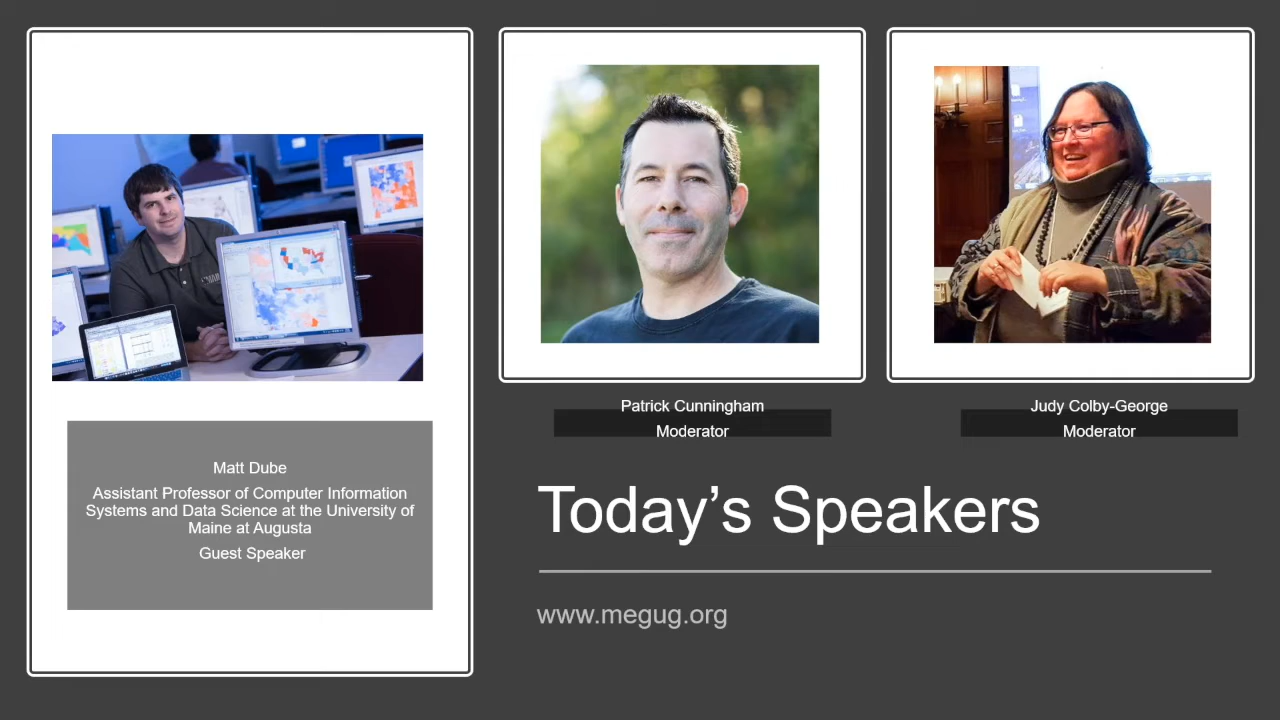 Matt Dube
Assistant Professor of Computer Information
Systems and Data Science at the University of
Maine at Augusta
Guest Speaker
Patrick Cunningham
Moderator
Judy Colby-George
Moderator
Today’s Speakers
www.megug.org